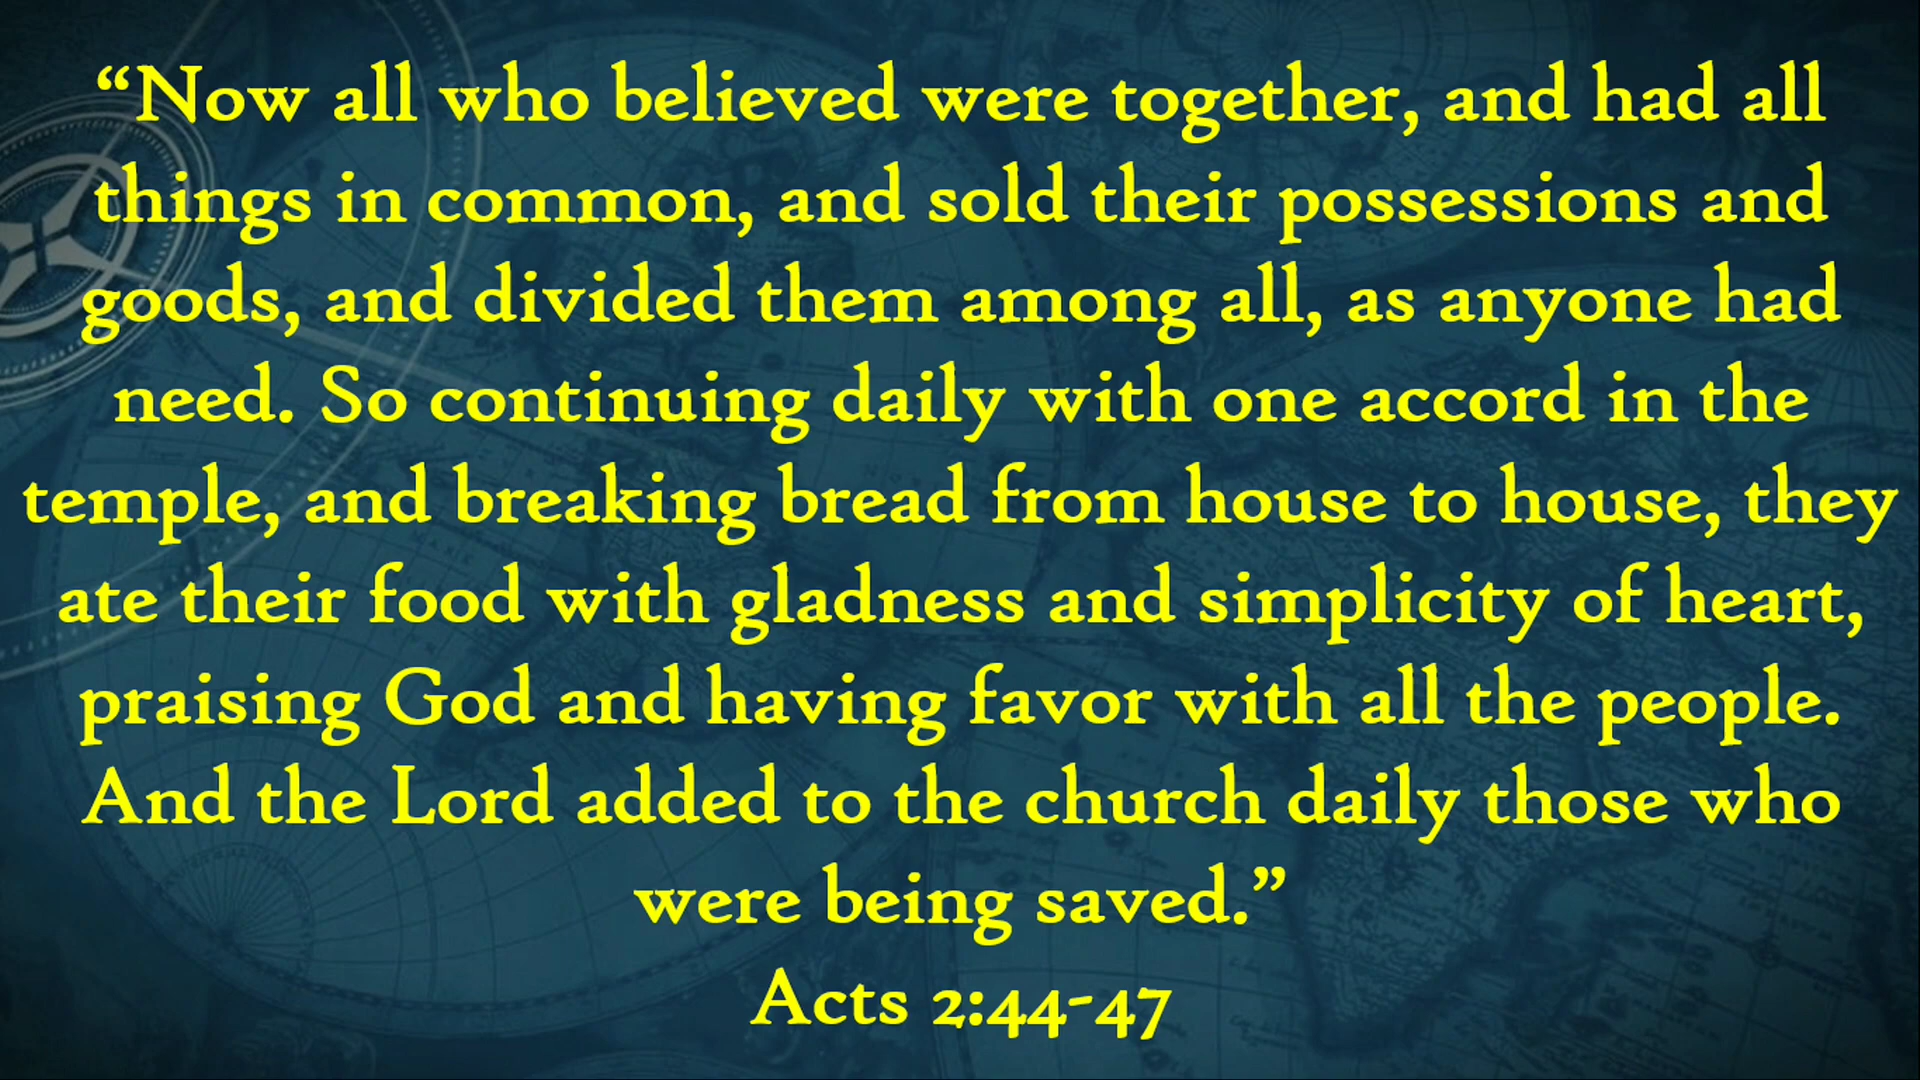 “Now all who believed were together, and had all
things in common, and sold their possessions and
goods, and divided them among all, as anyone had
need. So continuing daily with one accord in the
temple, and breaking bread from house to house, they
ate their food with gladness and simplicity of heart,
praising God and having favor with all the people.
And the Lord added to the church daily those who
were being saved.”
Acts 2:44-47